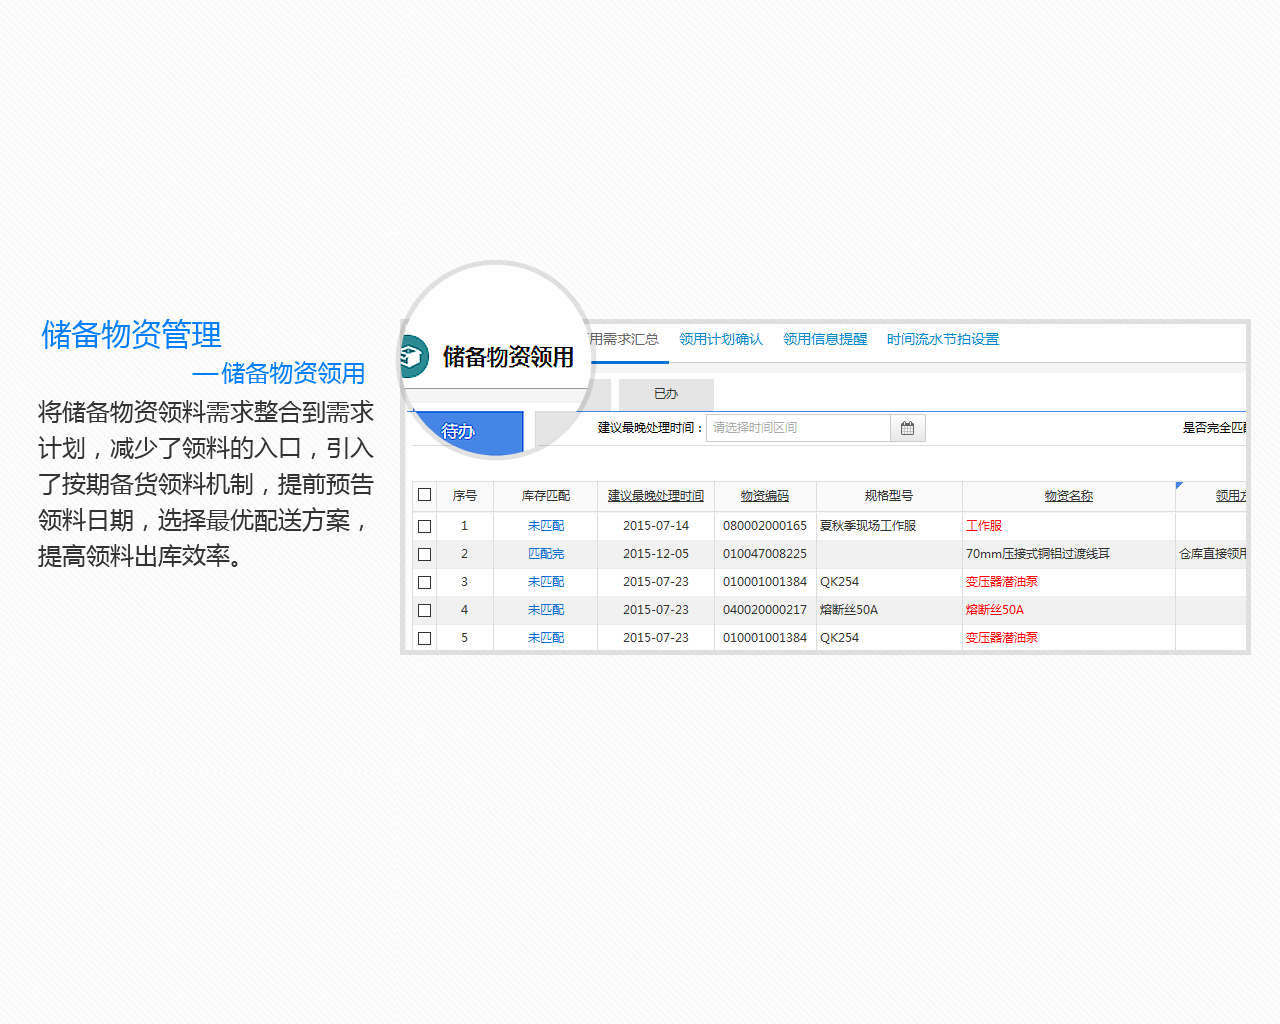 储备物资管理
—储备物资领用
将储备物资领料需求整合到需求
计划，减少了领料的入口，引入
了按期备货领料机制，提前预告
领料日期，选择最优配送方案，
提高领料出库效率。
储备物资领用
用需求汇总 领用计划确认 领用信息提醒 时间流水节拍设置
待办 已办
建议最晚处理时间： 请选择时间区间 是否完全匹
序号 库存匹配 建议最晚处理时间 物资编码 规格型号 物资名称 领用
1 未匹配 2015-07-14 080002000165 夏秋季现场工作服 工作服
2 匹配完 2015-12-05 010047008225 70mm压接式铜铝过渡线耳 仓库直接领用
3 未匹配 2015-07-23 010001001384 QK254 变压器潜油泵
4 未匹配 2015-07-23 040020000217 熔断丝50A 熔断丝50A
5 未匹配 2015-07-23 010001001384 QK254 变压器潜油泵